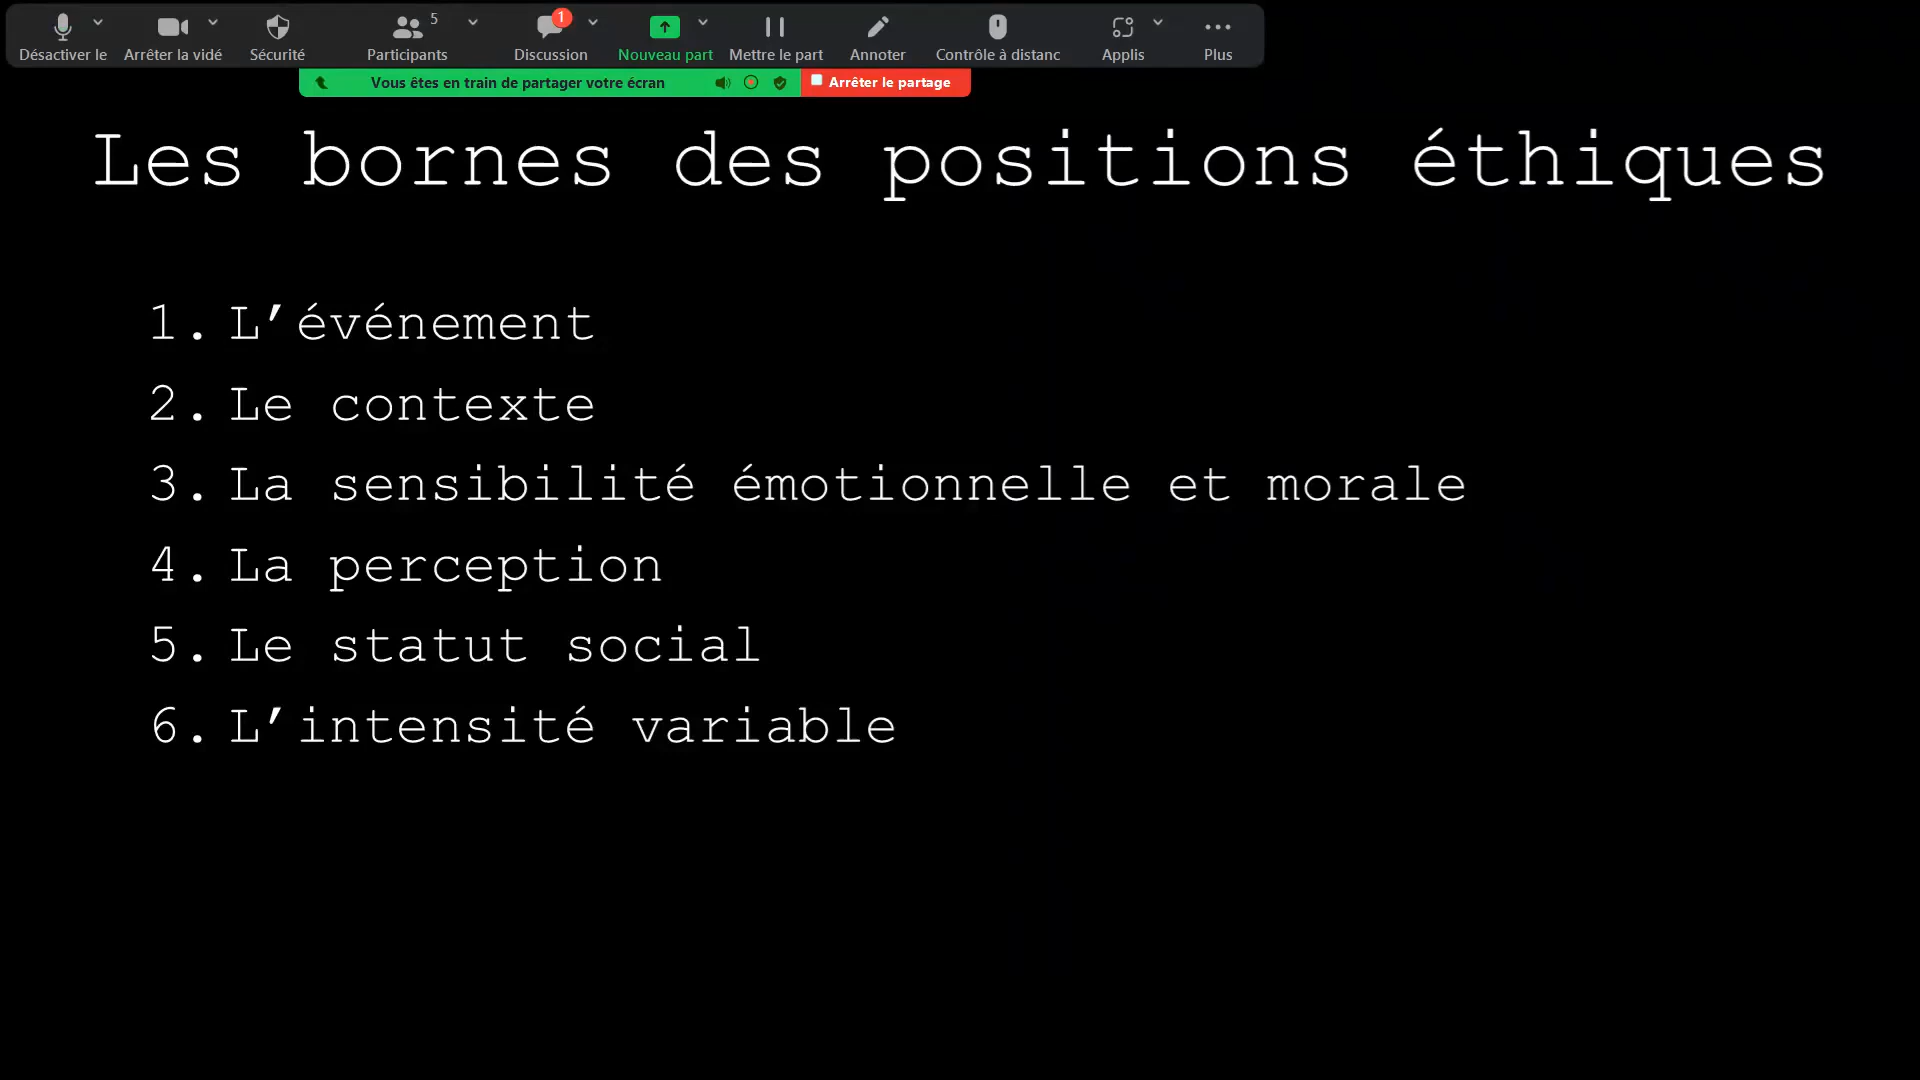 5
1
Désactiver le
Arrêter la vidé
Sécurité
Participants
Discussion
Nouveau part
Mettre le part
Annoter
Contrôle à distanc
Applis
Plus
Vous êtes en train de partager votre écran
Arrêter le partage
Les bornes des positions éthiques
1. L’événement
2. Le contexte
3. La sensibilité émotionnelle et morale
4. La perception
5. Le statut social
6. L’intensité variable